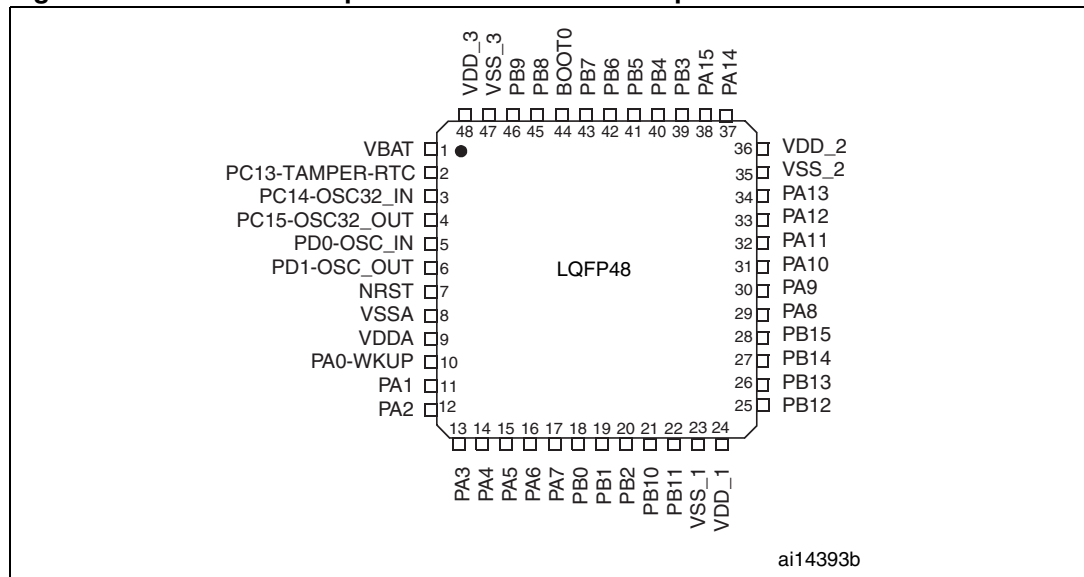 VDD_3
VSS_3
PB9
PB8
BOOT0
PB7
PB6
PB5
PB4
PB3
PA15
PA14
48 47 46 45 44 43 42 41 40 39 38 37
VBAT 1
PC13-TAMPER-RTC 2
PC14-OSC32_IN 3
PC15-OSC32_OUT 4
PD0-OSC_IN 5
PD1-OSC_OUT 6
NRST 7
VSSA 8
VDDA 9
PA0-WKUP 10
PA1 11
PA2 12
LQFP48
36 VDD_2
35 VSS_2
34 PA13
33 PA12
32 PA11
31 PA10
30 PA9
29 PA8
28 PB15
27 PB14
26 PB13
25 PB12
13 14 15 16 17 18 19 20 21 22 23 24
PA3
PA4
PA5
PA6
PA7
PB0
PB1
PB2
PB10
PB11
VSS_1
VDD_1
ai14393b